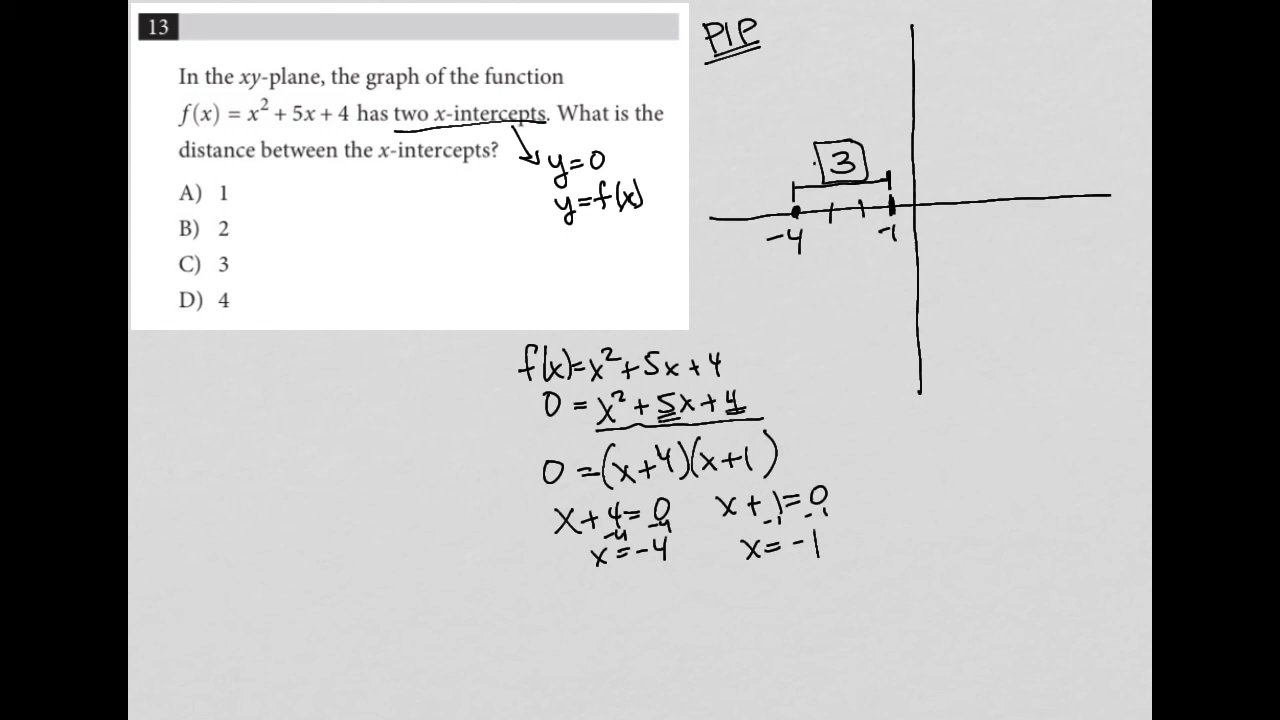 13
In the xy-plane, the graph of the function
f(x) = x² + 5x + 4 has two x-intercepts. What is the
distance between the x-intercepts?
A) 1
B) 2
C) 3
D) 4
y=0
y=f(x)
PIP
3
-4
-1
f(x)=x²+5x+4
0 = x² + 5x + 4
0 =(x+4)(x+1)
x+4=0 x+1=0
-4 -4 -1 -1
x=-4 x=-1